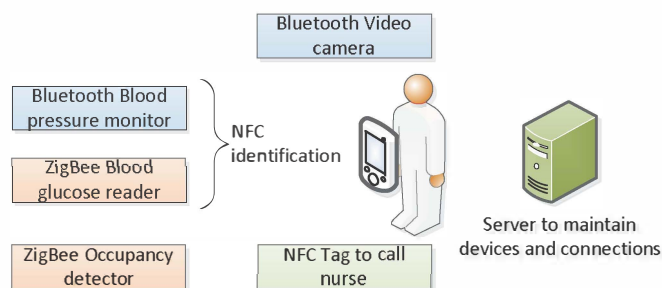 Bluetooth Video
camera
Bluetooth Blood
pressure monitor
NFC
identification
ZigBee Blood
glucose reader
Server to maintain
devices and connections
ZigBee Occupancy
detector
NFC Tag to call
nurse